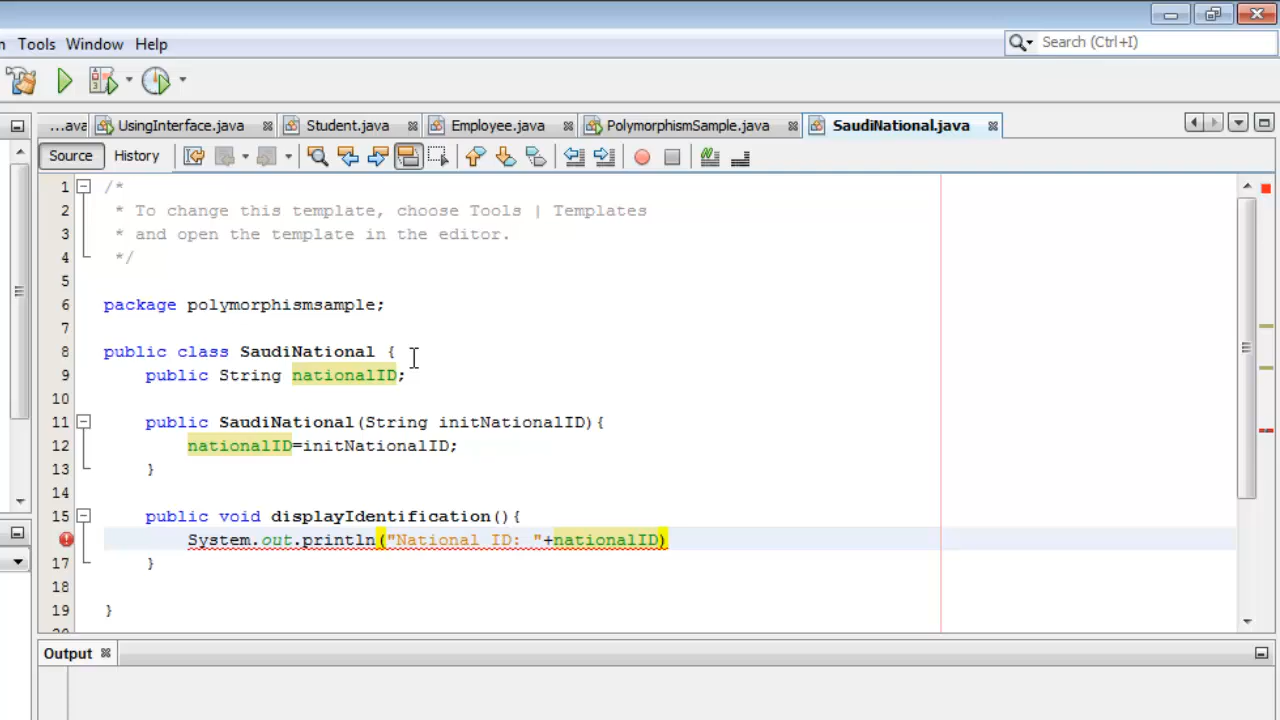 n Tools Window Help
Search (Ctrl+I)
...ava UsingInterface.java Student.java Employee.java PolymorphismSample.java SaudiNational.java
Source History
1 /*
2 * To change this template, choose Tools | Templates
3 * and open the template in the editor.
4 */
5
6 package polymorphismsample;
7
8 public class SaudiNational {
9 public String nationalID;
10
11 public SaudiNational(String initNationalID){
12 nationalID=initNationalID;
13 }
14
15 public void displayIdentification(){
System.out.println("National ID: "+nationalID)
17 }
18
19 }
Output